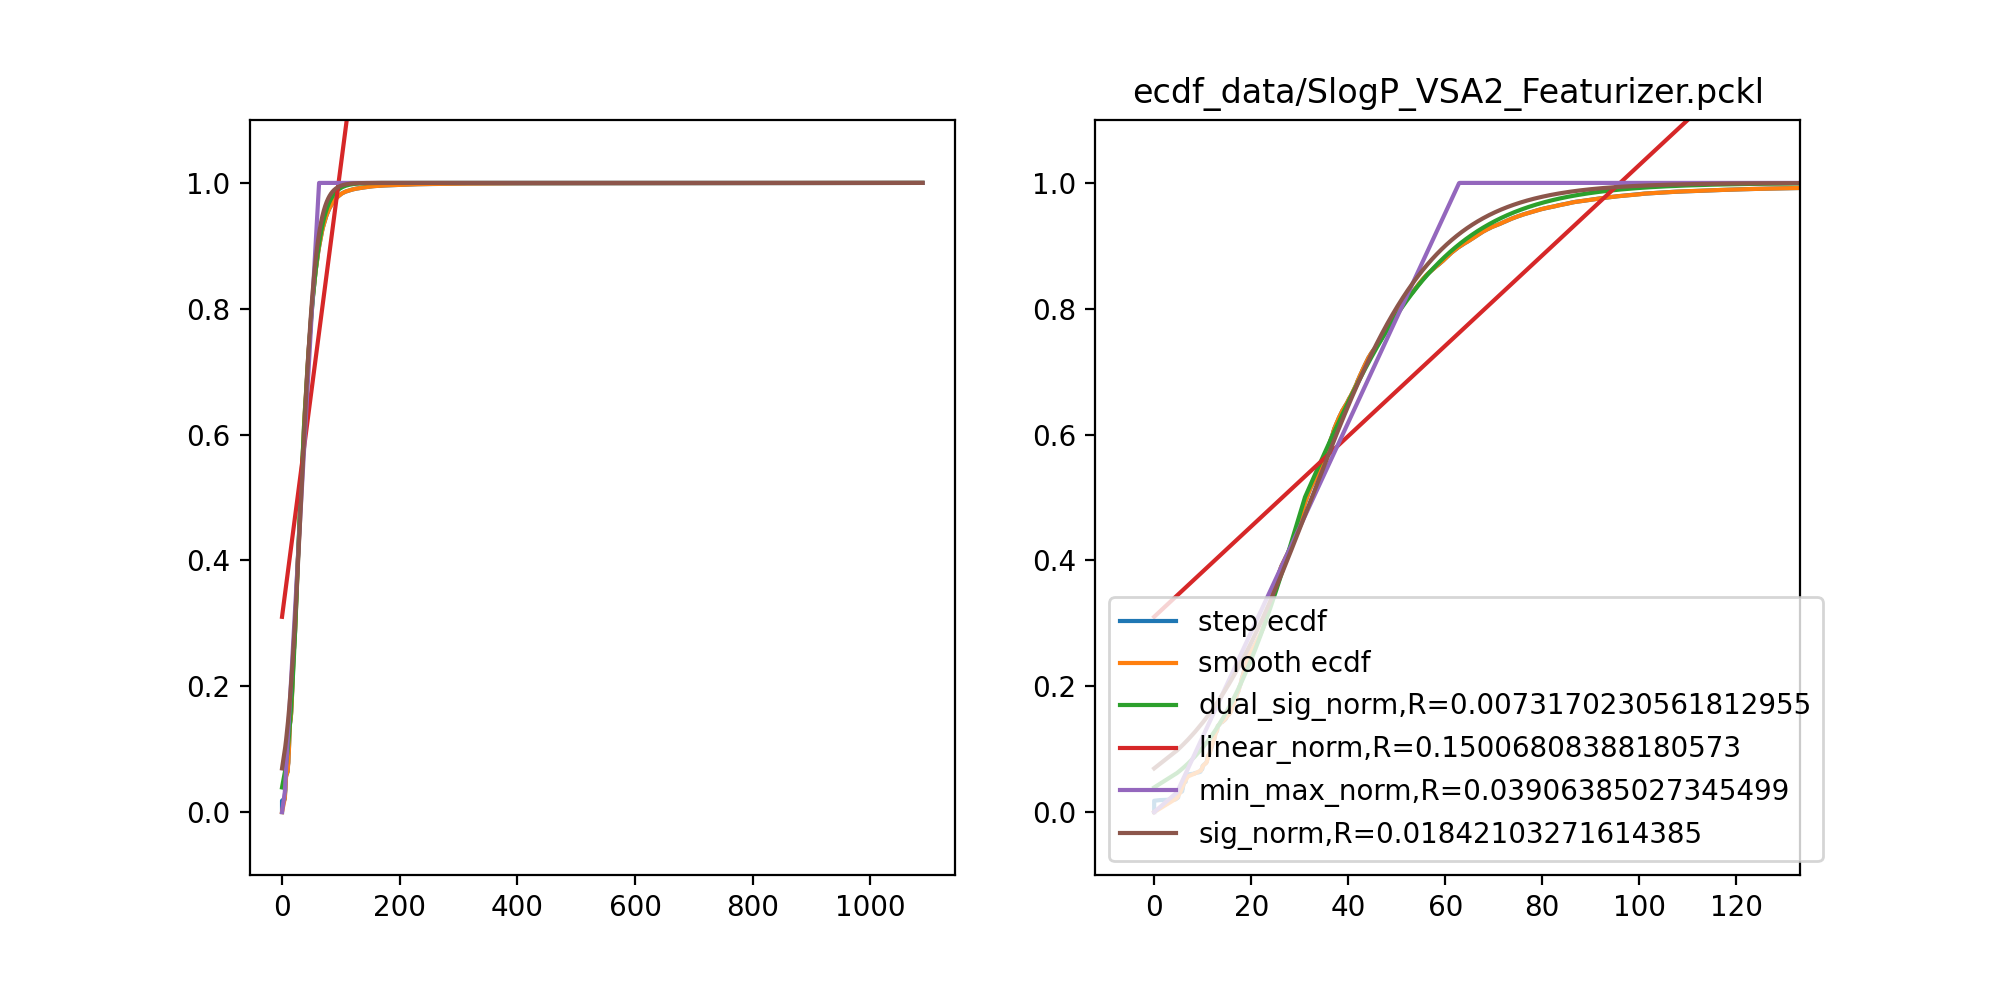 ecdf_data/SlogP_VSA2_Featurizer.pckl
1.0
0.8
0.6
0.4
0.2
0.0
0 200 400 600 800 1000
1.0
0.8
0.6
0.4
0.2
0.0
0 20 40 60 80 100 120
step ecdf
smooth ecdf
dual_sig_norm,R=0.0073170230561812955
linear_norm,R=0.15006808388180573
min_max_norm,R=0.03906385027345499
sig_norm,R=0.01842103271614385